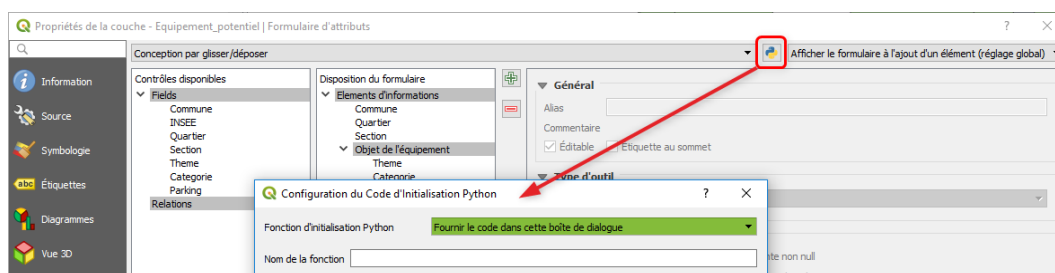 Propriétés de la couche - Equipement_potentiel | Formulaire d'attributs
Conception par glisser/déposer
Afficher le formulaire à l'ajout d'un élément (réglage global)
Information
Source
Symbologie
abc Étiquettes
Diagrammes
Vue 3D
Contrôles disponibles
Fields
Commune
INSEE
Quartier
Section
Theme
Categorie
Parking
Relations
Disposition du formulaire
Elements d'informations
Commune
Quartier
Section
Objet de l'équipement
Theme
Categorie
Général
Alias
Commentaire
Éditable
Étiquette au sommet
Type d'outil
nte non null
Configuration du Code d'Initialisation Python
Fonction d'initialisation Python
Fournir le code dans cette boîte de dialogue
Nom de la fonction